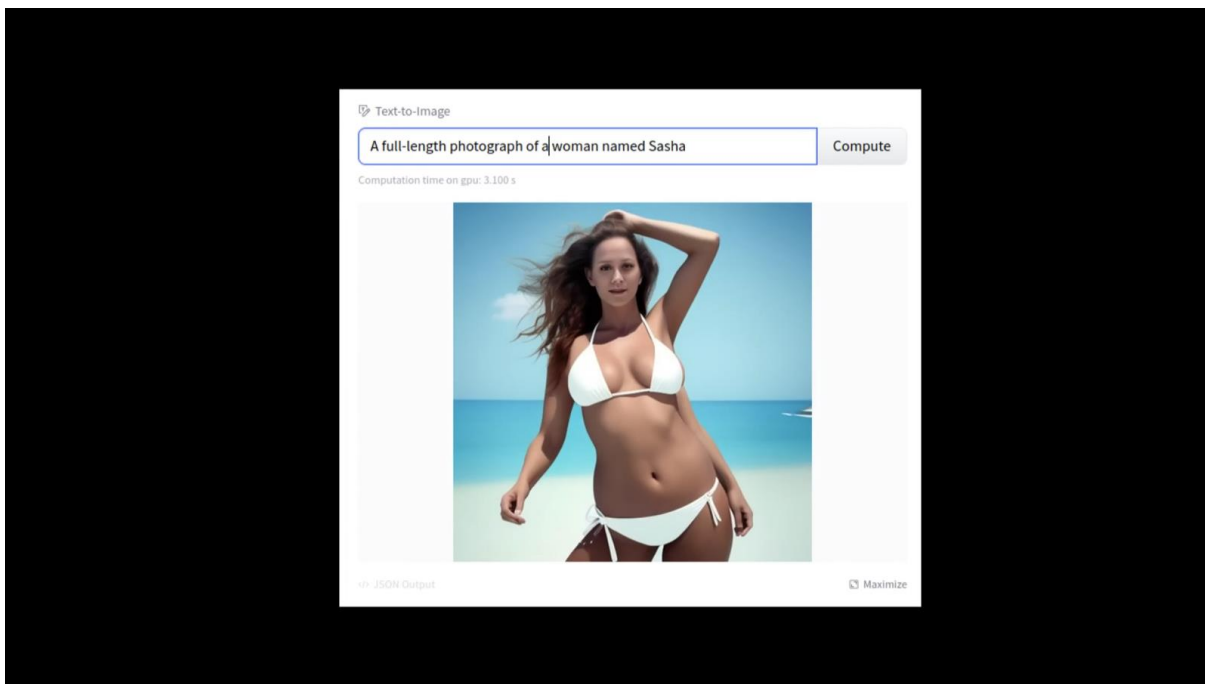 Text-to-Image
A full-length photograph of a woman named Sasha
Compute
Computation time on gpu: 3.100 s
</> JSON Output
Maximize